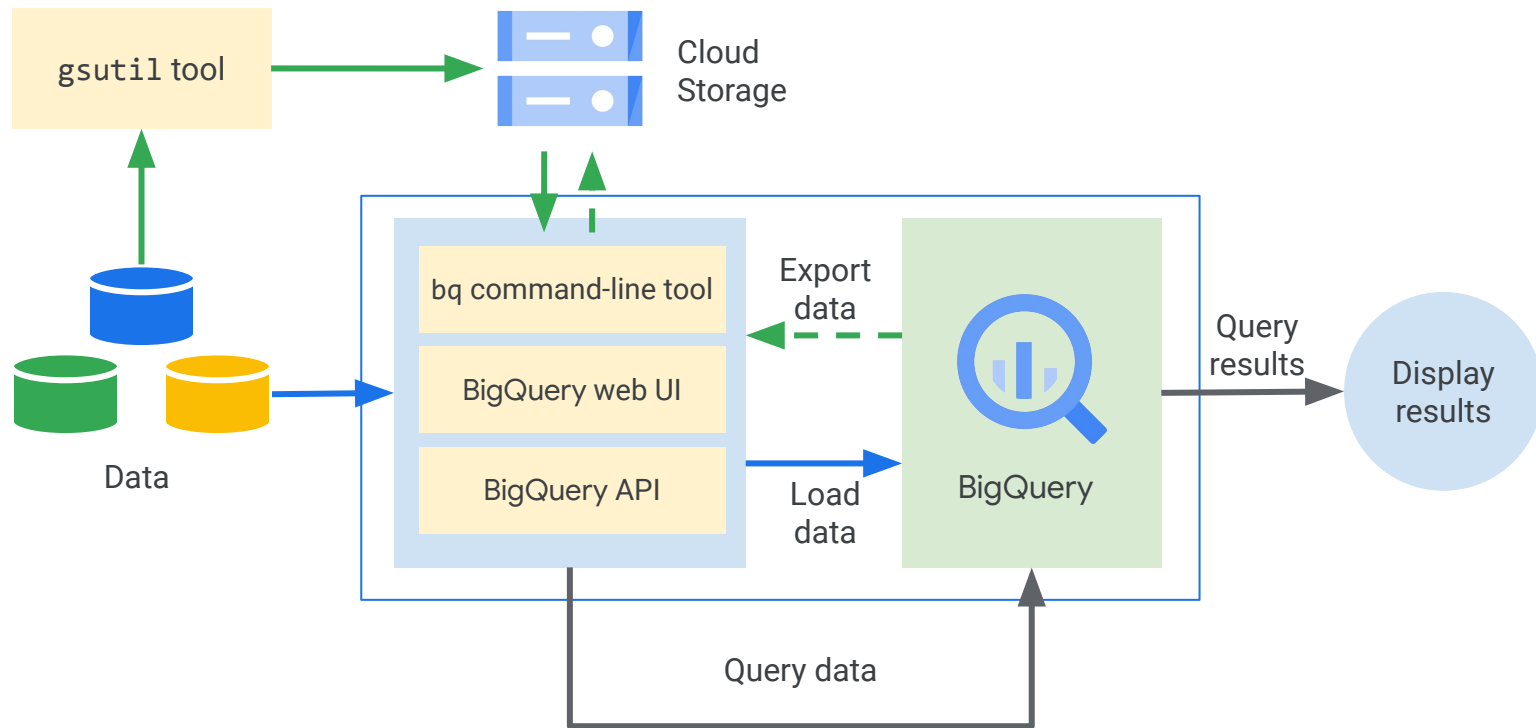 gsutil tool
Cloud
Storage
bq command-line tool
Export
data
BigQuery web UI
Query
results
Display
results
Data
BigQuery API
Load
data
BigQuery
Query data